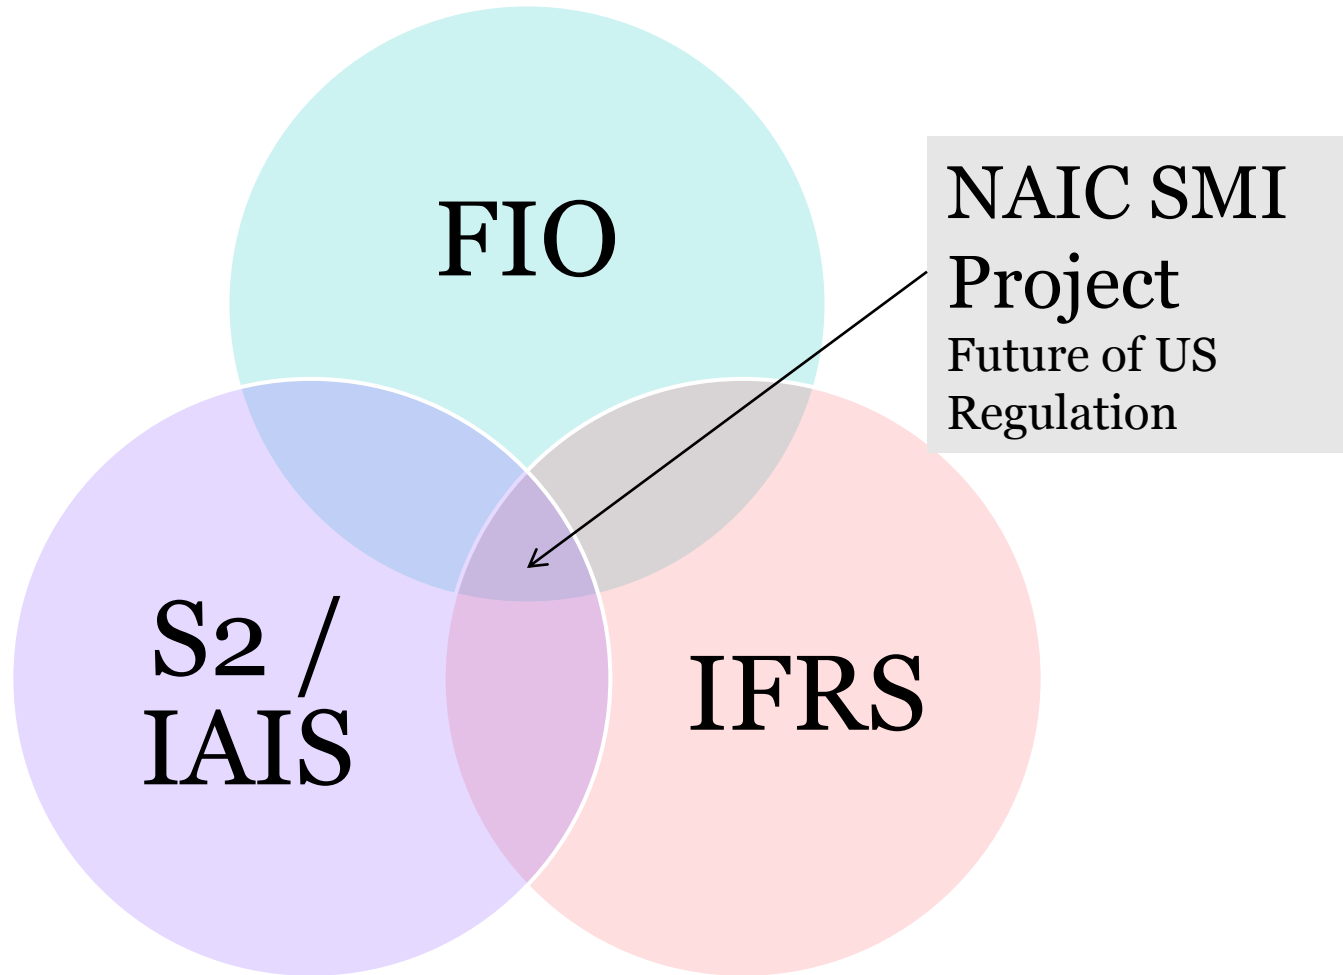 FIO
NAIC SMI
Project
Future of US
Regulation
S2 /
IAIS
IFRS